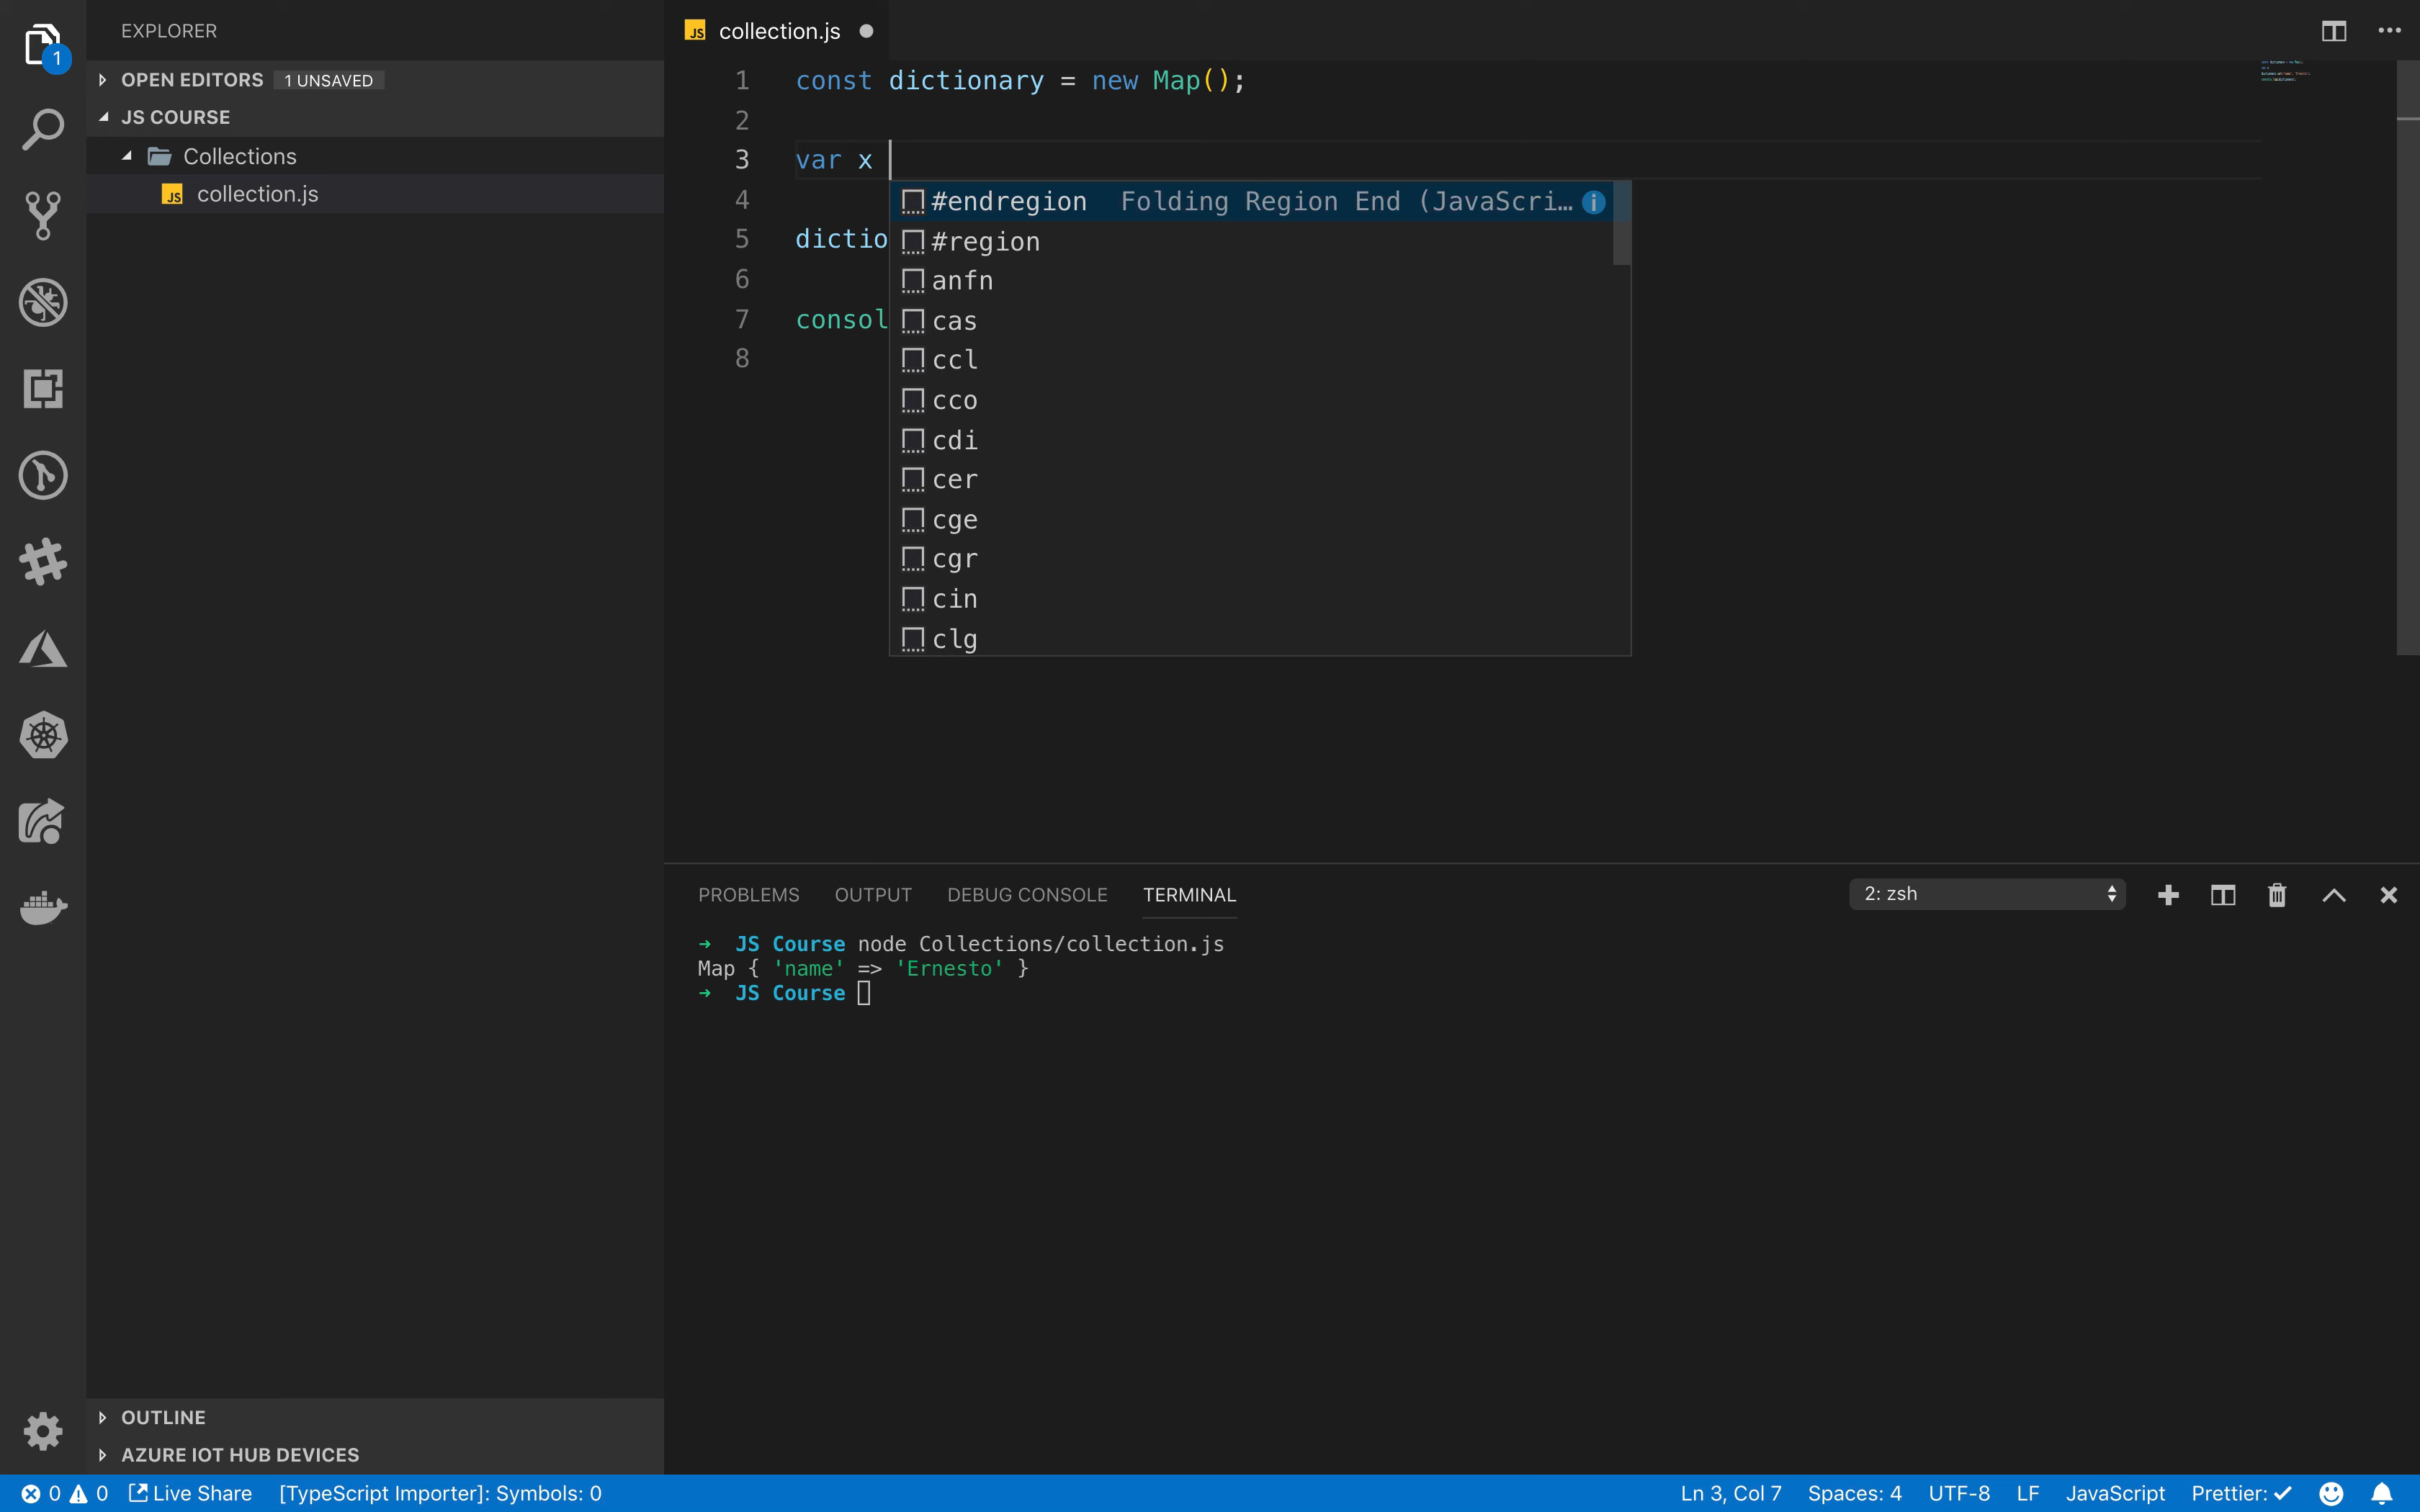 EXPLORER
1
OPEN EDITORS 1 UNSAVED
JS COURSE
Collections
JS collection.js
JS collection.js
1 const dictionary = new Map();
2
3 var x
4
5 dictio
6
7 consol
8
#endregion Folding Region End (JavaScri…
#region
anfn
cas
ccl
cco
cdi
cer
cge
cgr
cin
clg
PROBLEMS OUTPUT DEBUG CONSOLE TERMINAL 2: zsh
➜ JS Course node Collections/collection.js
Map { 'name' => 'Ernesto' }
➜ JS Course
OUTLINE
AZURE IOT HUB DEVICES
0 0 Live Share [TypeScript Importer]: Symbols: 0 Ln 3, Col 7 Spaces: 4 UTF-8 LF JavaScript Prettier: ✓